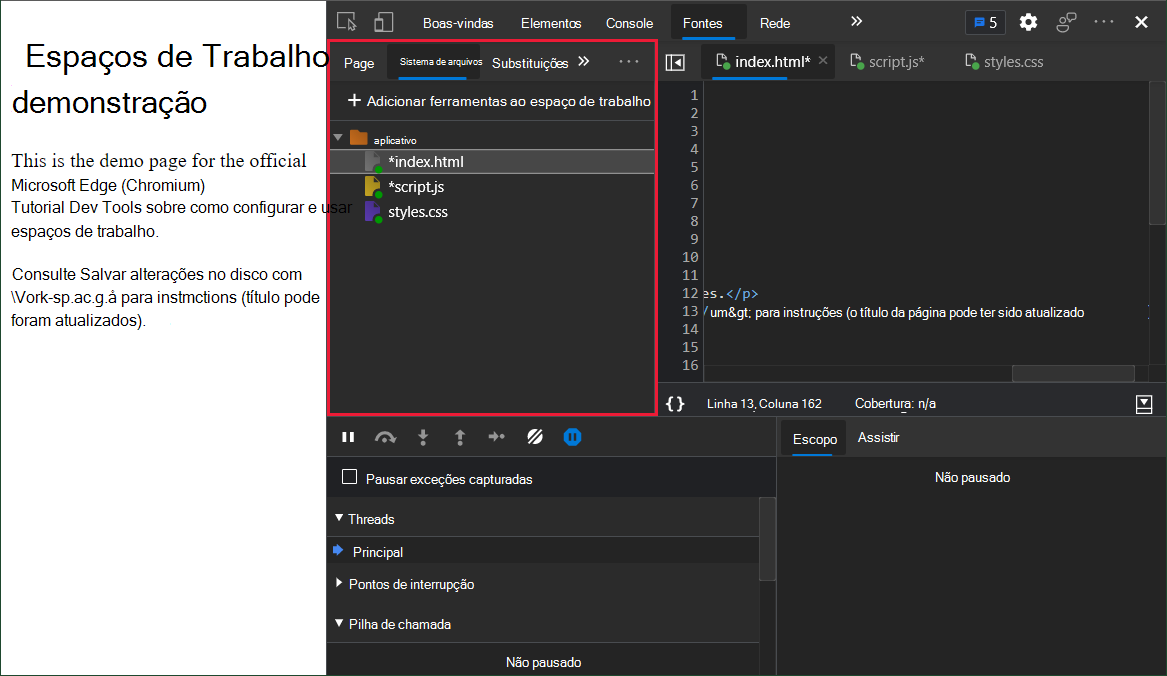 Espaços de Trabalho
demonstração
This is the demo page for the official
Microsoft Edge (Chromium)
Tutorial Dev Tools sobre como configurar e usar
espaços de trabalho.
Consulte Salvar alterações no disco com
\Vork-sp.ac.g.å para instmctions (título pode
foram atualizados).
Boas-vindas Elementos Console Fontes Rede » 5 ··· ✕
Page Sistema de arquivos Substituições » ···
+ Adicionar ferramentas ao espaço de trabalho
aplicativo
*index.html
*script.js
styles.css
index.html* ✕ script.js* styles.css
1
2
3
4
5
6
7
8
9
10
11
12 es.</p>
13 / um&gt; para instruções (o título da página pode ter sido atualizado
14
15
16
{} Linha 13, Coluna 162 Cobertura: n/a
Pausar exceções capturadas
Threads
Principal
Pontos de interrupção
Pilha de chamada
Não pausado
Escopo Assistir
Não pausado